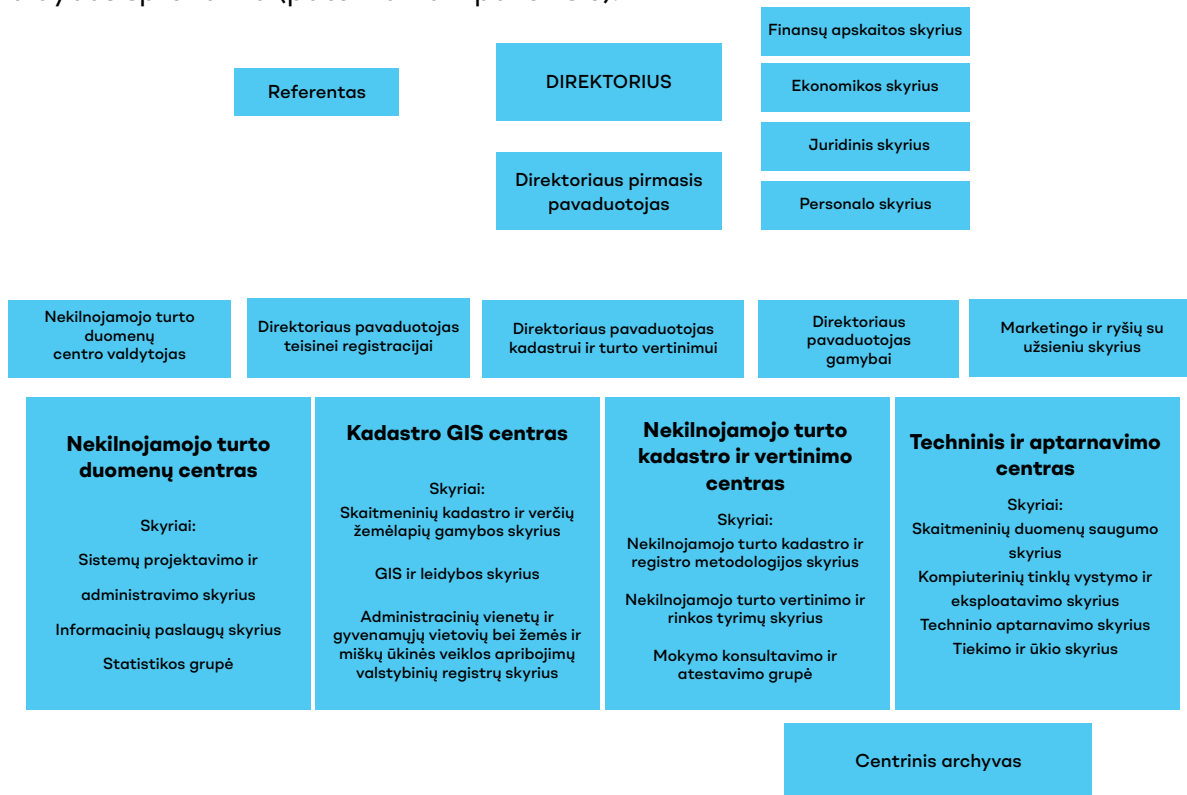 Finansų apskaitos skyrius
Referentas
DIREKTORIUS
Ekonomikos skyrius
Juridinis skyrius
Direktoriaus pirmasis
pavaduotojas
Personalo skyrius
Nekilnojamojo turto
duomenų
centro valdytojas
Direktoriaus pavaduotojas
teisinei registracijai
Direktoriaus pavaduotojas
kadastrui ir turto vertinimui
Direktoriaus
pavaduotojas
gamybai
Marketingo ir ryšių su
užsieniu skyrius
Nekilnojamojo turto
duomenų centras
Skyriai:
Sistemų projektavimo ir
administravimo skyrius
Informacinių paslaugų skyrius
Statistikos grupė
Kadastro GIS centras
Skyriai:
Skaitmeninių kadastro ir verčių
žemėlapių gamybos skyrius
GIS ir leidybos skyrius
Administracinių vienetų ir
gyvenamųjų vietovių bei žemės ir
miškų ūkinės veiklos apribojimų
valstybinių registrų skyrius
Nekilnojamojo turto
kadastro ir vertinimo
centras
Skyriai:
Nekilnojamojo turto kadastro ir
registro metodologijos skyrius
Nekilnojamojo turto vertinimo ir
rinkos tyrimų skyrius
Mokymo konsultavimo ir
atestavimo grupė
Techninis ir aptarnavimo
centras
Skyriai:
Skaitmeninių duomenų saugumo
skyrius
Kompiuterinių tinklų vystymo ir
eksploatavimo skyrius
Techninio aptarnavimo skyrius
Tiekimo ir ūkio skyrius
Centrinis archyvas